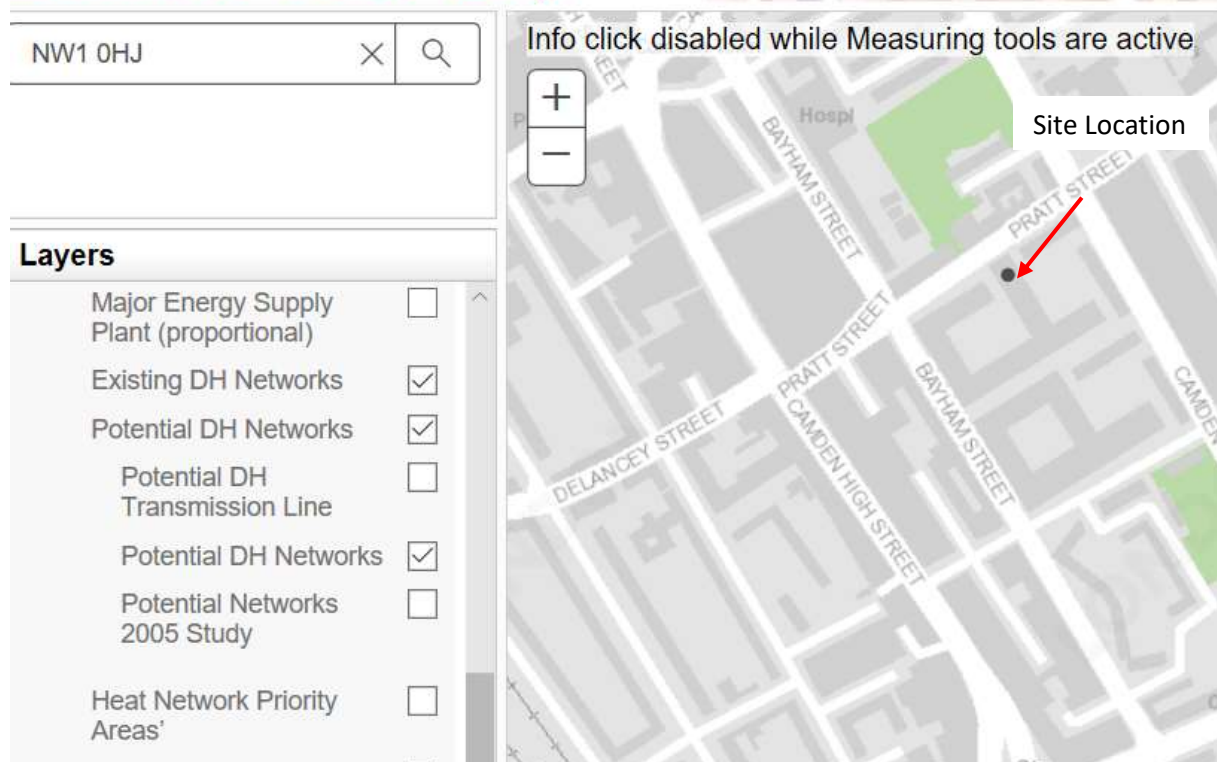 NW1 0HJ
Layers
Major Energy Supply
Plant (proportional)
Existing DH Networks
Potential DH Networks
Potential DH
Transmission Line
Potential DH Networks
Potential Networks
2005 Study
Heat Network Priority
Areas'
Info click disabled while Measuring tools are active
+
−
Hospl
Site Location
BAYHAM STREET
PRATT STREET
PRATT STREET
BAYHAM STREET
CAMDEN
DELANCEY STREET
CAMDEN HIGH STREET